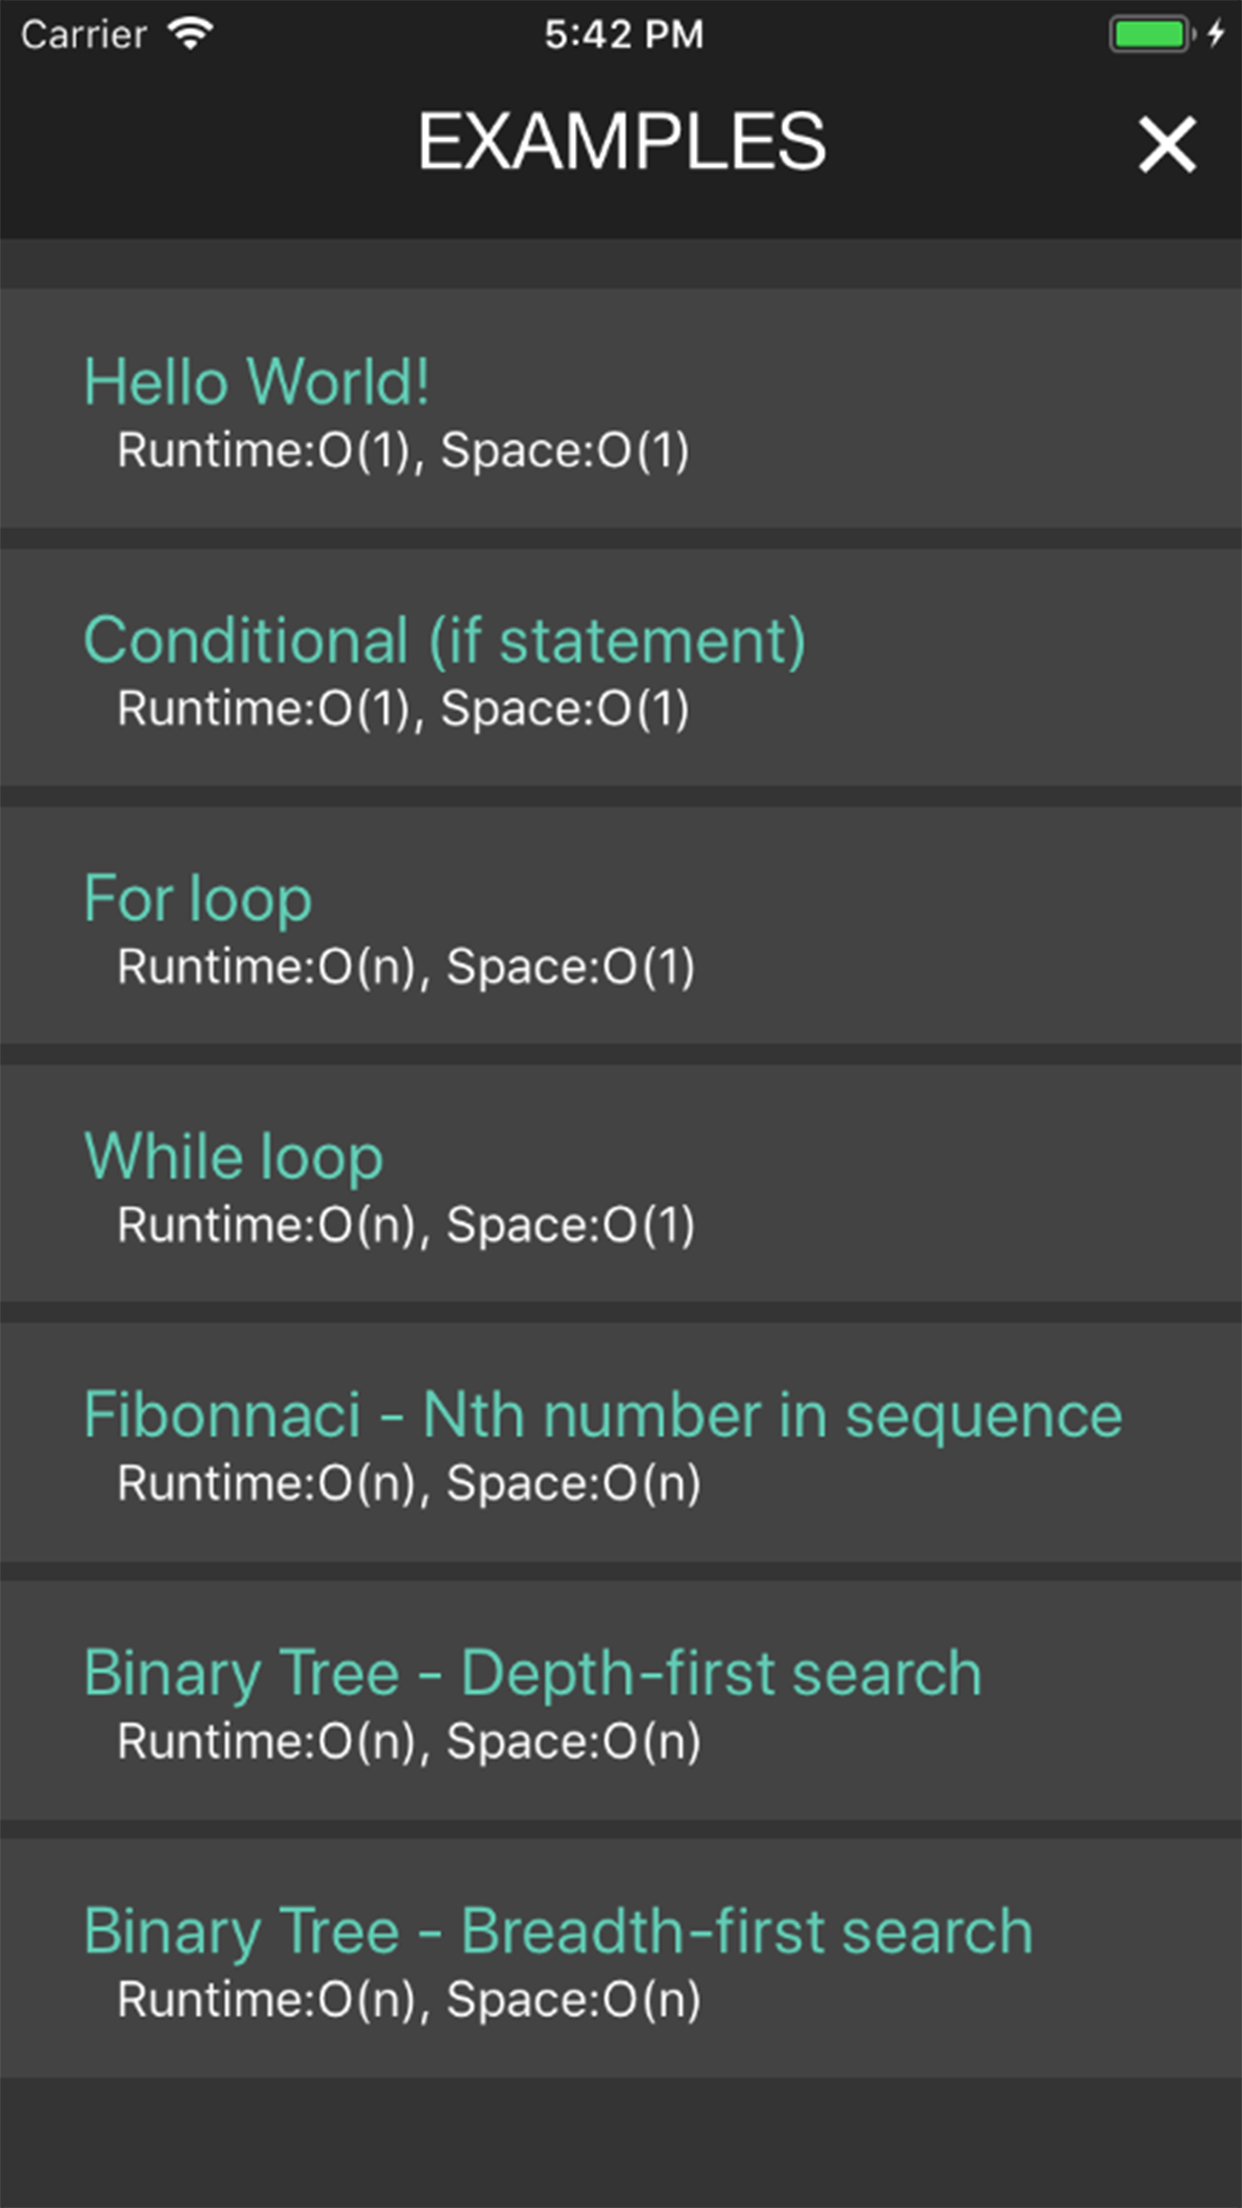 Carrier 5:42 PM
EXAMPLES
Hello World!
Runtime:O(1), Space:O(1)
Conditional (if statement)
Runtime:O(1), Space:O(1)
For loop
Runtime:O(n), Space:O(1)
While loop
Runtime:O(n), Space:O(1)
Fibonnaci - Nth number in sequence
Runtime:O(n), Space:O(n)
Binary Tree - Depth-first search
Runtime:O(n), Space:O(n)
Binary Tree - Breadth-first search
Runtime:O(n), Space:O(n)